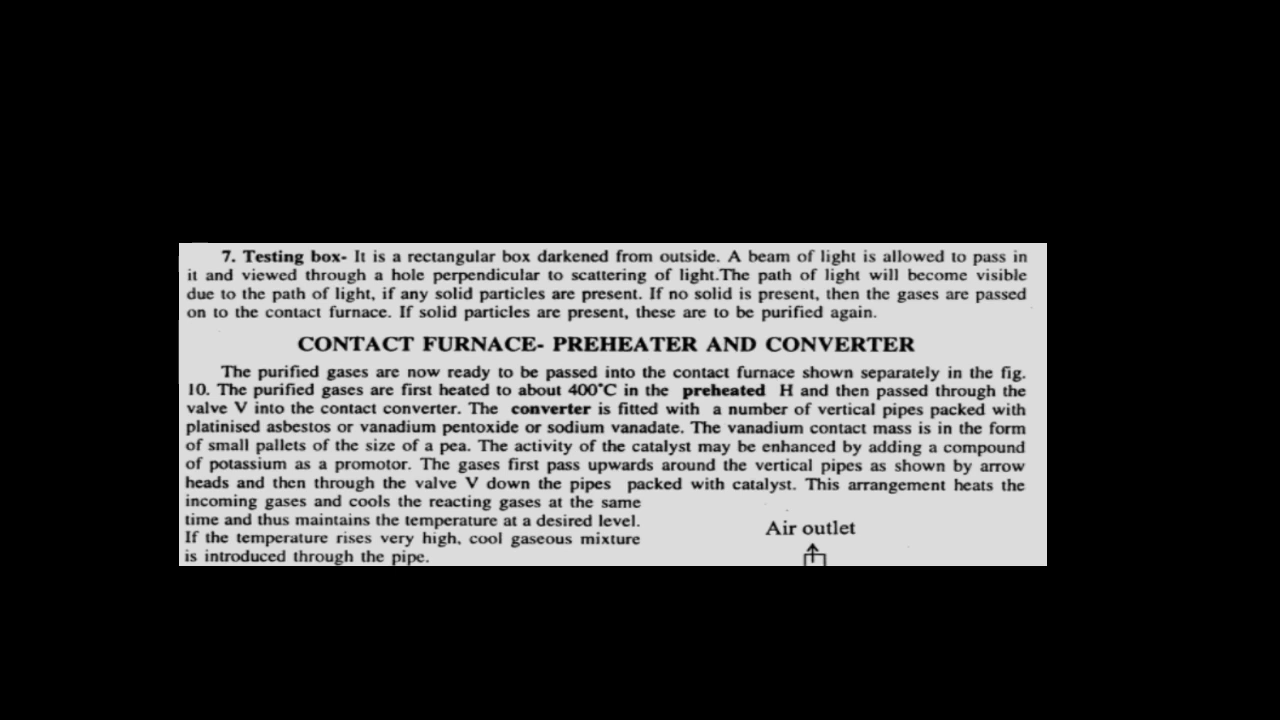 7. Testing box- It is a rectangular box darkened from outside. A beam of light is allowed to pass in
it and viewed through a hole perpendicular to scattering of light.The path of light will become visible
due to the path of light, if any solid particles are present. If no solid is present, then the gases are passed
on to the contact furnace. If solid particles are present, these are to be purified again.
CONTACT FURNACE- PREHEATER AND CONVERTER
The purified gases are now ready to be passed into the contact furnace shown separately in the fig.
10. The purified gases are first heated to about 400°C in the preheated H and then passed through the
valve V into the contact converter. The converter is fitted with a number of vertical pipes packed with
platinised asbestos or vanadium pentoxide or sodium vanadate. The vanadium contact mass is in the form
of small pallets of the size of a pea. The activity of the catalyst may be enhanced by adding a compound
of potassium as a promotor. The gases first pass upwards around the vertical pipes as shown by arrow
heads and then through the valve V down the pipes packed with catalyst. This arrangement heats the
incoming gases and cools the reacting gases at the same
time and thus maintains the temperature at a desired level.
If the temperature rises very high, cool gaseous mixture
is introduced through the pipe.
Air outlet